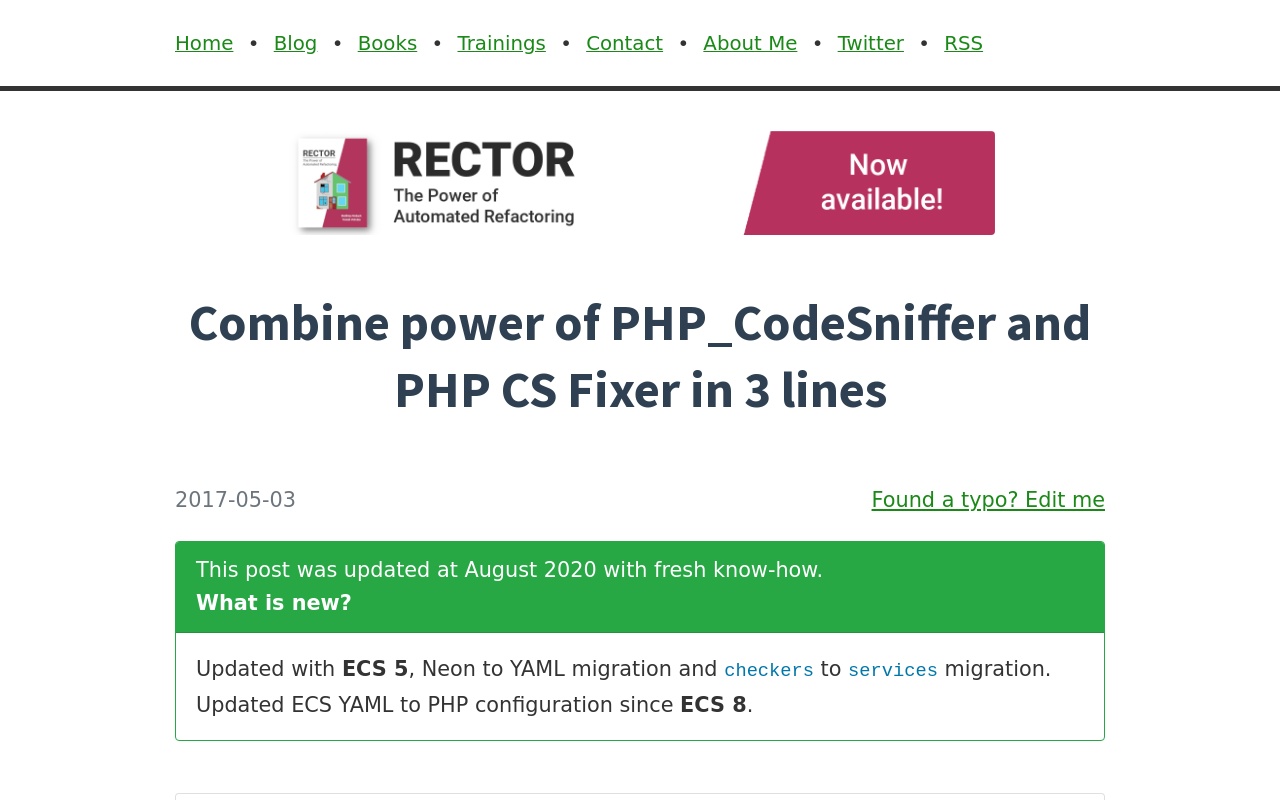 Home • Blog • Books • Trainings • Contact • About Me • Twitter • RSS
RECTOR
The Power of
Automated Refactoring
RECTOR
The Power of
Automated Refactoring
Now
available!
Combine power of PHP_CodeSniffer and
PHP CS Fixer in 3 lines
2017-05-03
Found a typo? Edit me
This post was updated at August 2020 with fresh know-how.
What is new?
Updated with ECS 5, Neon to YAML migration and checkers to services migration.
Updated ECS YAML to PHP configuration since ECS 8.